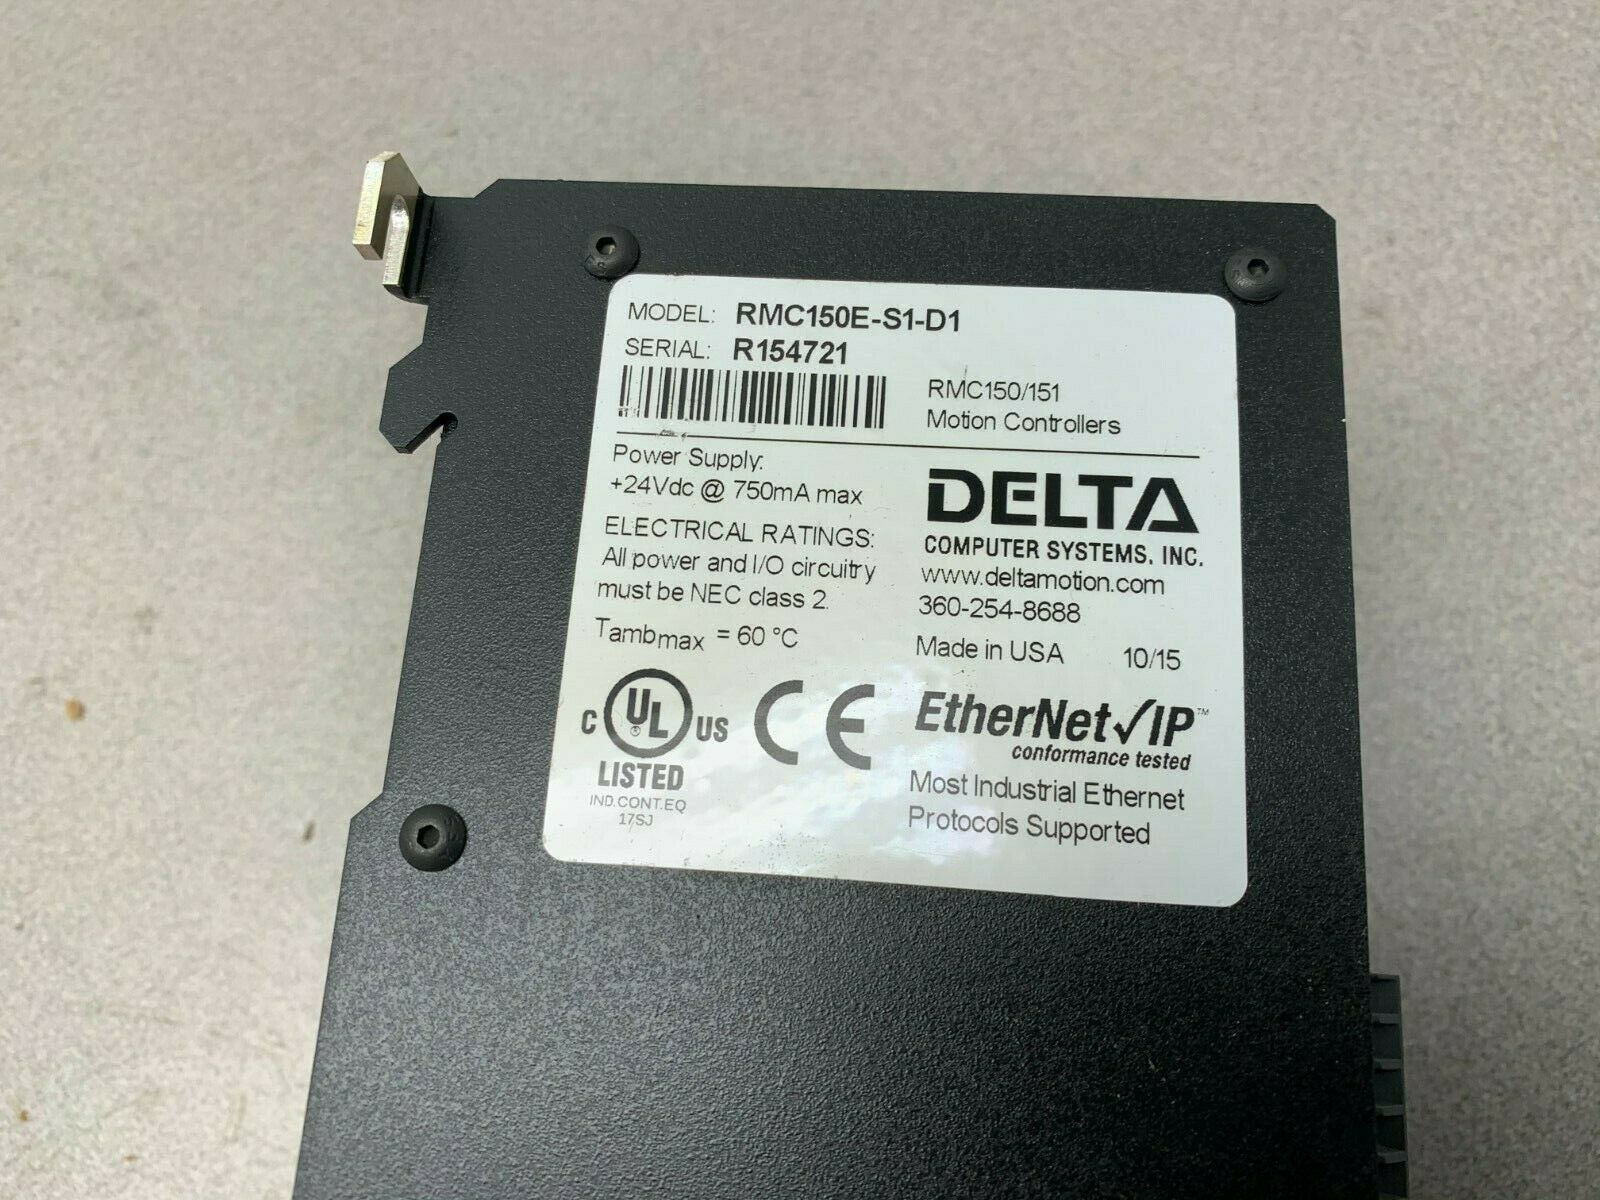 MODEL: RMC150E-S1-D1
SERIAL: R154721
RMC150/151
Motion Controllers
Power Supply:
+24Vdc @ 750mA max
ELECTRICAL RATINGS:
All power and I/O circuitry
must be NEC class 2.
Tambmax = 60 °C
DELTA
COMPUTER SYSTEMS, INC.
www.deltamotion.com
360-254-8688
Made in USA 10/15
C UL US
LISTED
IND.CONT.EQ
17SJ
CE
EtherNet/IP™
conformance tested
Most Industrial Ethernet
Protocols Supported